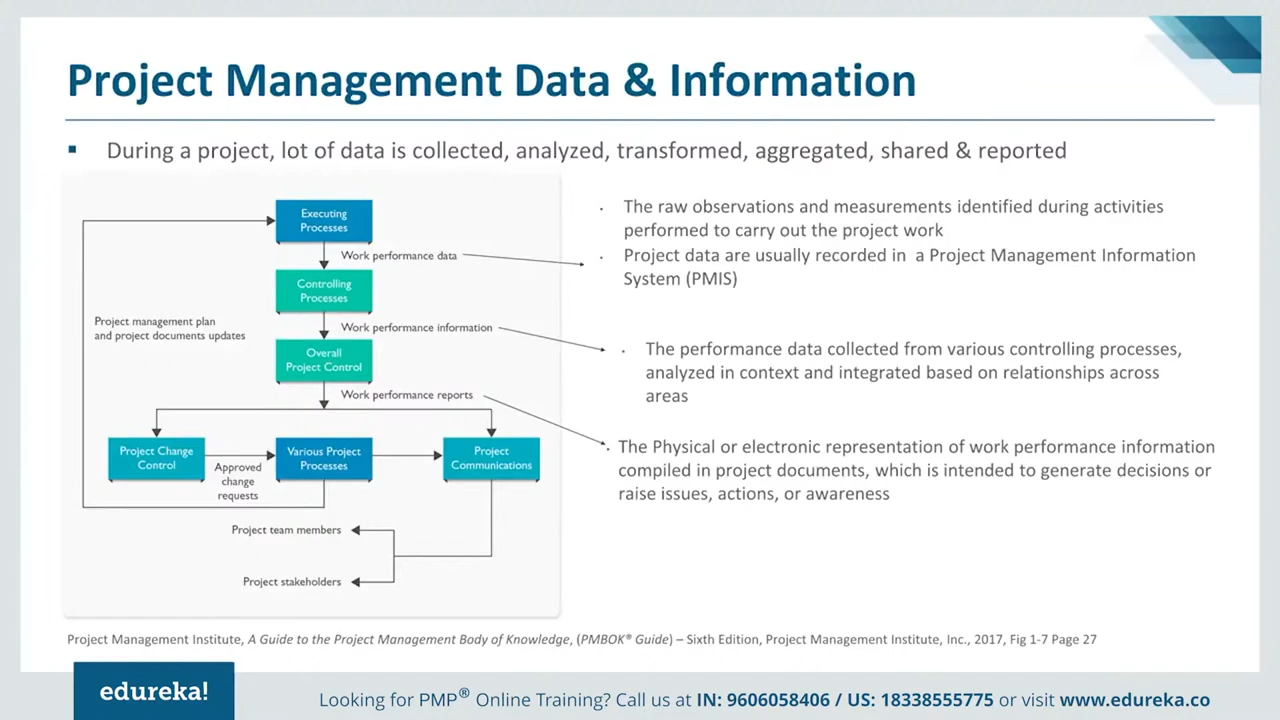 Project Management Data & Information
During a project, lot of data is collected, analyzed, transformed, aggregated, shared & reported
Executing
Processes
Work performance data
Controlling
Processes
Project management plan
and project documents updates
Work performance information
Overall
Project Control
Work performance reports
Project Change
Control
Approved
change
requests
Various Project
Processes
Project
Communications
Project team members
Project stakeholders
The raw observations and measurements identified during activities
performed to carry out the project work
Project data are usually recorded in a Project Management Information
System (PMIS)
The performance data collected from various controlling processes,
analyzed in context and integrated based on relationships across
areas
The Physical or electronic representation of work performance information
compiled in project documents, which is intended to generate decisions or
raise issues, actions, or awareness
Project Management Institute, A Guide to the Project Management Body of Knowledge, (PMBOK® Guide) – Sixth Edition, Project Management Institute, Inc., 2017, Fig 1-7 Page 27
edureka!
Looking for PMP® Online Training? Call us at IN: 9606058406 / US: 18338555775 or visit www.edureka.co